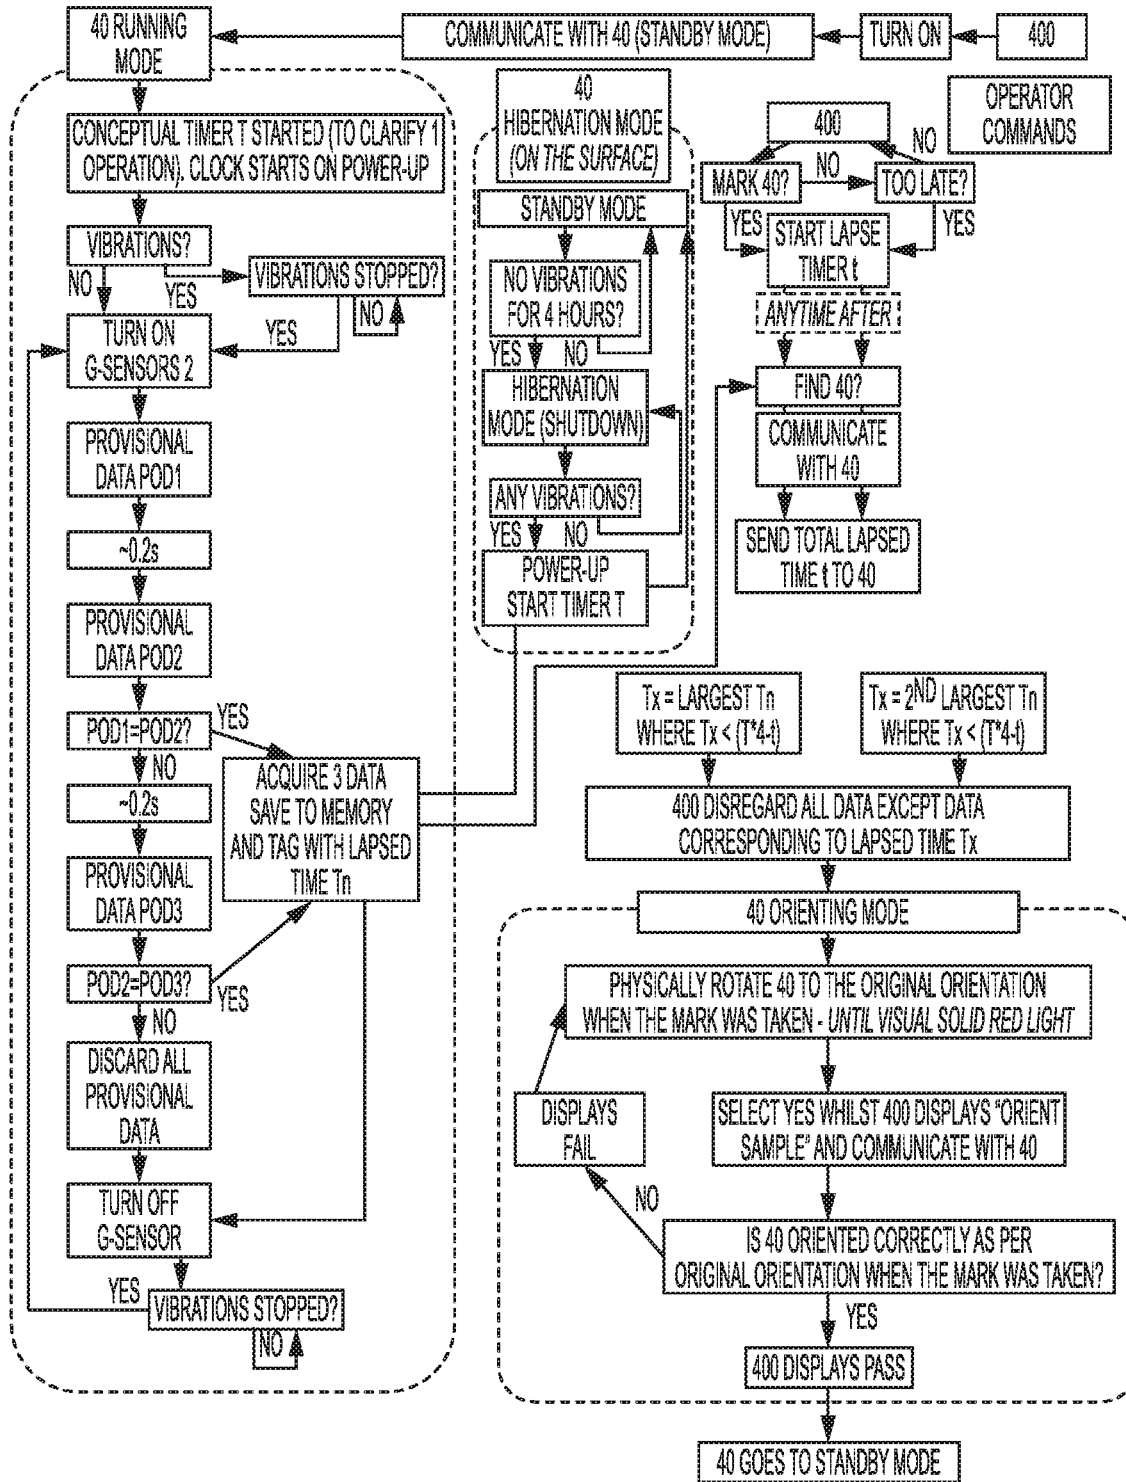 40 RUNNING
MODE
COMMUNICATE WITH 40 (STANDBY MODE)
TURN ON
400
CONCEPTUAL TIMER T STARTED (TO CLARIFY 1
OPERATION). CLOCK STARTS ON POWER-UP
VIBRATIONS?
NO
YES
VIBRATIONS STOPPED?
NO
YES
TURN ON
G-SENSORS 2
PROVISIONAL
DATA POD1
~0.2s
PROVISIONAL
DATA POD2
POD1=POD2?
YES
NO
~0.2s
PROVISIONAL
DATA POD3
POD2=POD3?
YES
NO
DISCARD ALL
PROVISIONAL
DATA
TURN OFF
G-SENSOR
YES
VIBRATIONS STOPPED?
NO
ACQUIRE 3 DATA
SAVE TO MEMORY
AND TAG WITH LAPSED
TIME Tn
40
HIBERNATION MODE
(ON THE SURFACE)
STANDBY MODE
NO VIBRATIONS
FOR 4 HOURS?
YES
NO
HIBERNATION
MODE (SHUTDOWN)
ANY VIBRATIONS?
YES
NO
POWER-UP
START TIMER T
OPERATOR
COMMANDS
400
NO
MARK 40?
NO
TOO LATE?
YES
YES
START LAPSE
TIMER t
ANYTIME AFTER
FIND 40?
COMMUNICATE
WITH 40
SEND TOTAL LAPSED
TIME t TO 40
Tx = LARGEST Tn
WHERE Tx < (T*4-t)
Tx = 2ND LARGEST Tn
WHERE Tx < (T*4-t)
400 DISREGARD ALL DATA EXCEPT DATA
CORRESPONDING TO LAPSED TIME Tx
40 ORIENTING MODE
PHYSICALLY ROTATE 40 TO THE ORIGINAL ORIENTATION
WHEN THE MARK WAS TAKEN - UNTIL VISUAL SOLID RED LIGHT
DISPLAYS
FAIL
SELECT YES WHILST 400 DISPLAYS "ORIENT
SAMPLE" AND COMMUNICATE WITH 40
NO
IS 40 ORIENTED CORRECTLY AS PER
ORIGINAL ORIENTATION WHEN THE MARK WAS TAKEN?
YES
400 DISPLAYS PASS
40 GOES TO STANDBY MODE